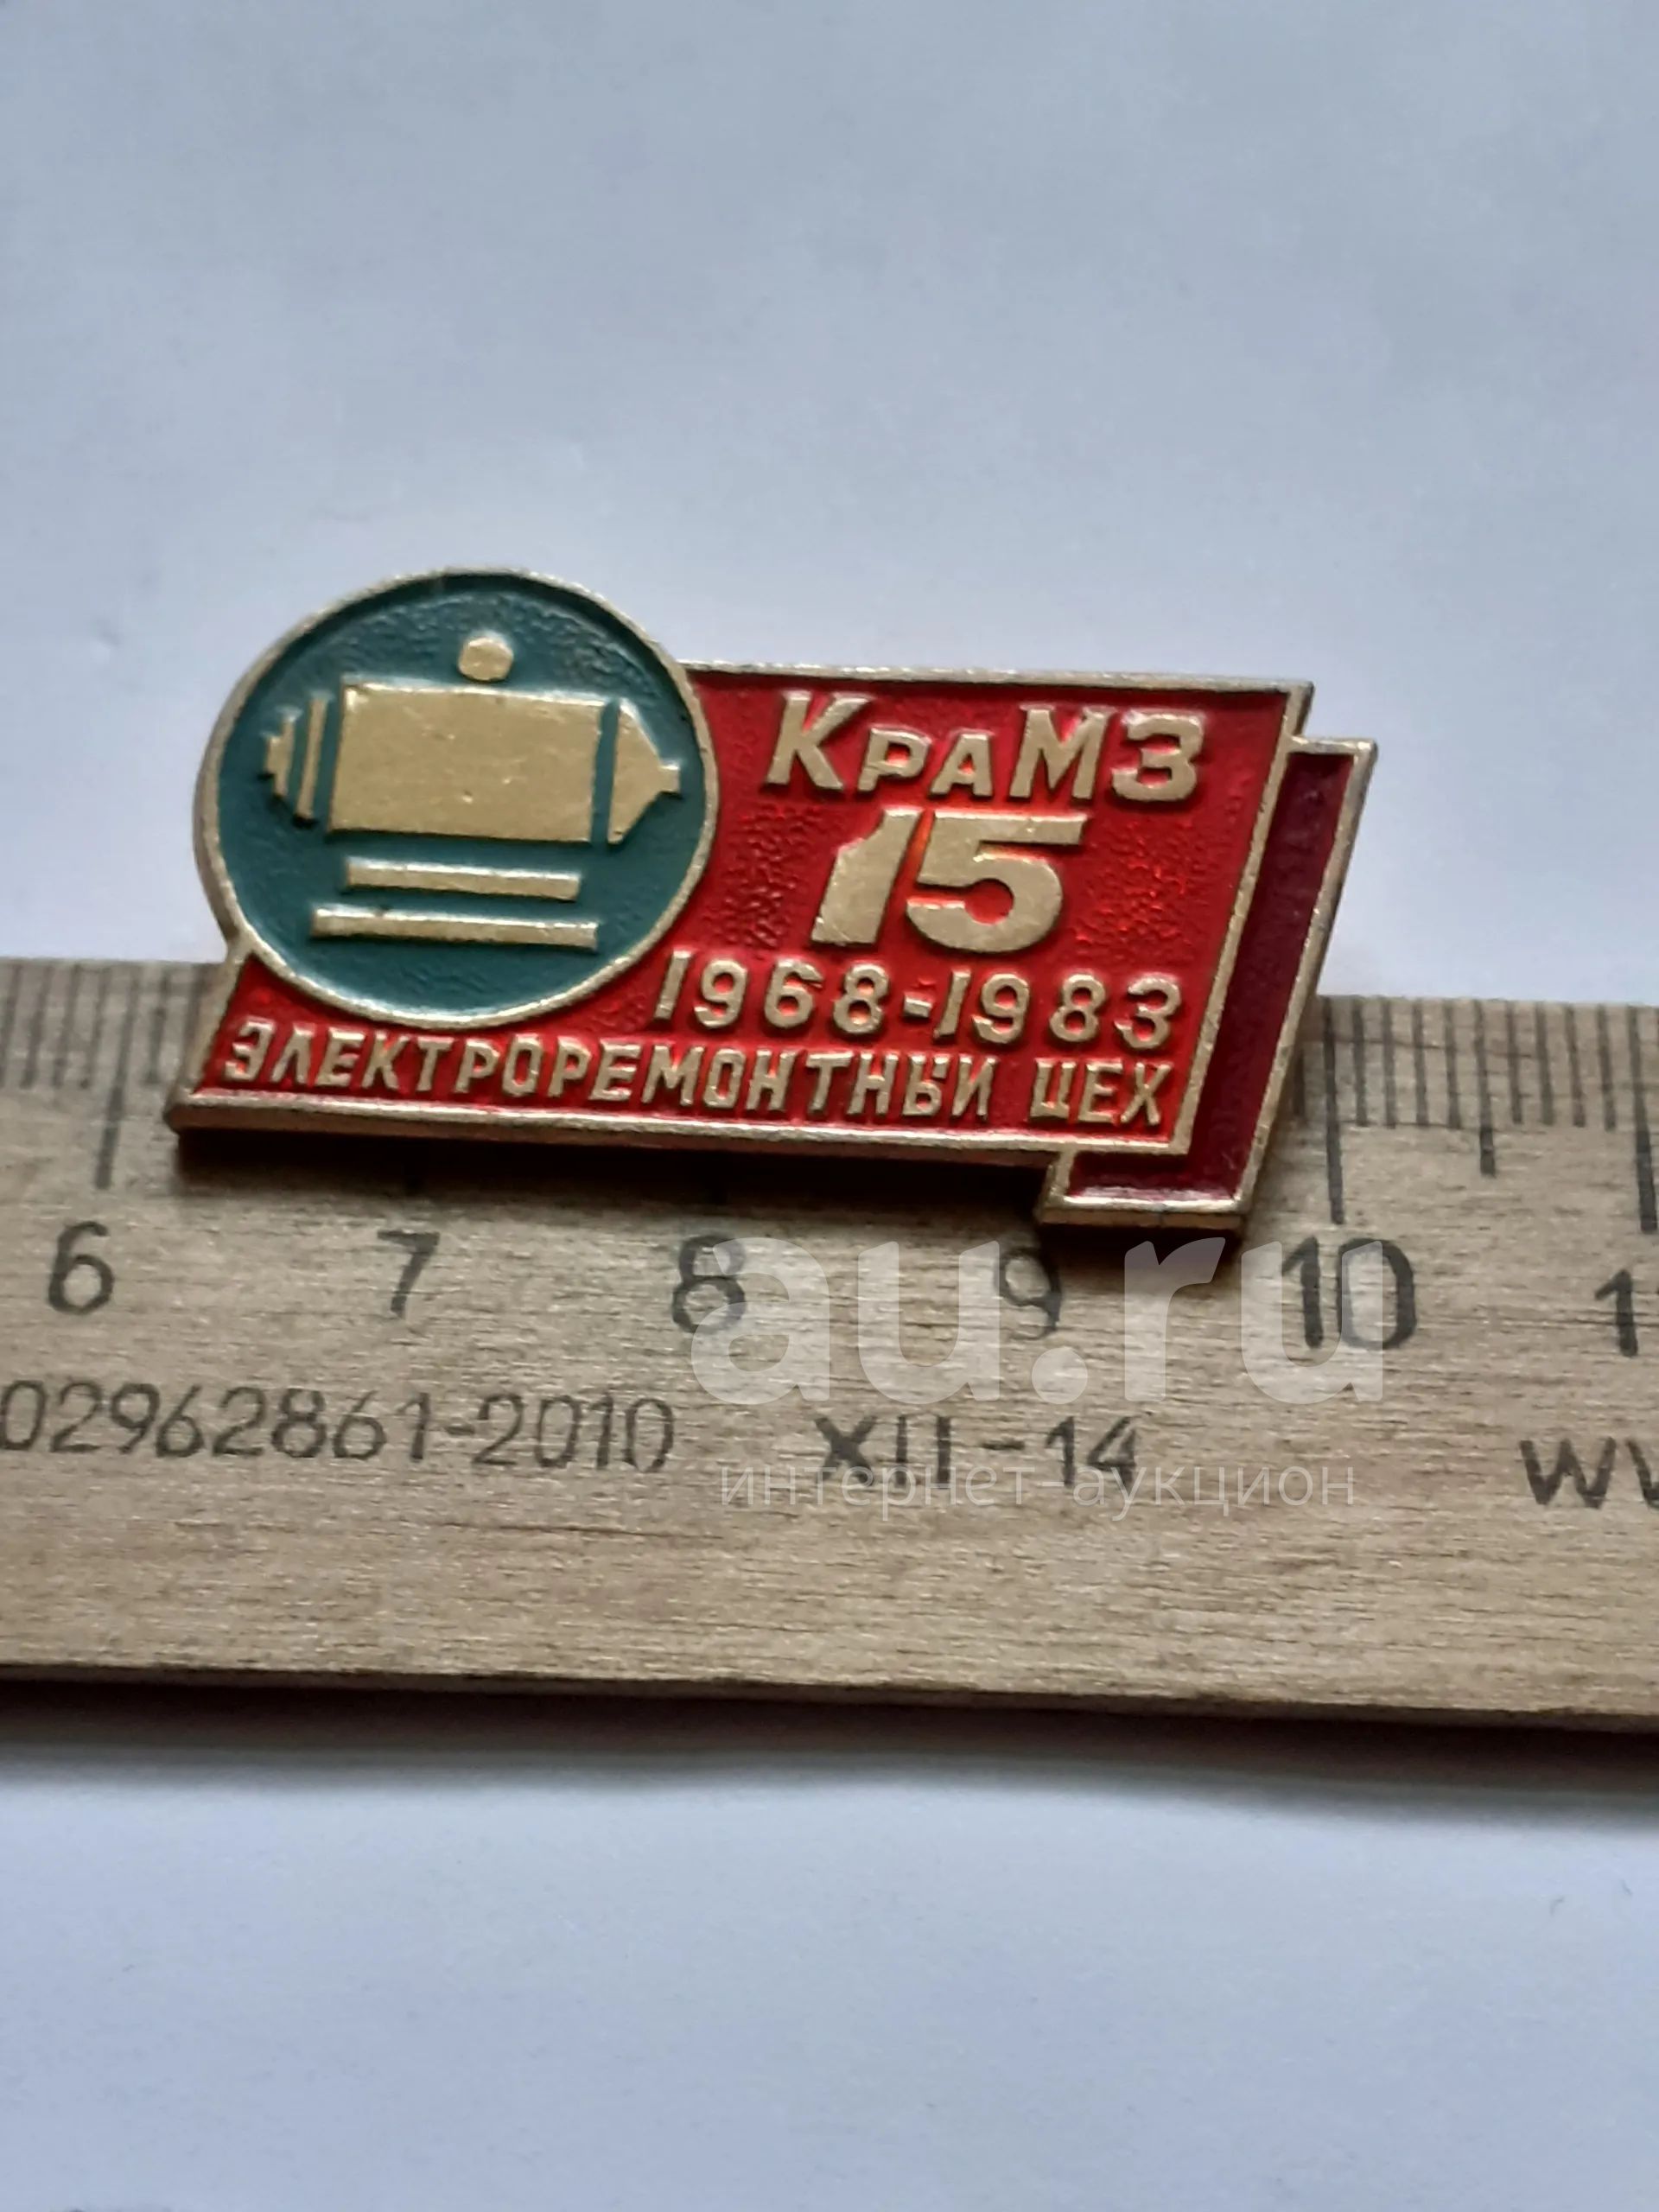 КраМЗ
15
1968-1983
ЭЛЕКТРОРЕМОНТНЫЙ ЦЕХ
6 7 8 9 10
02962861-2010 XII-14
au.ru
интернет-аукцион